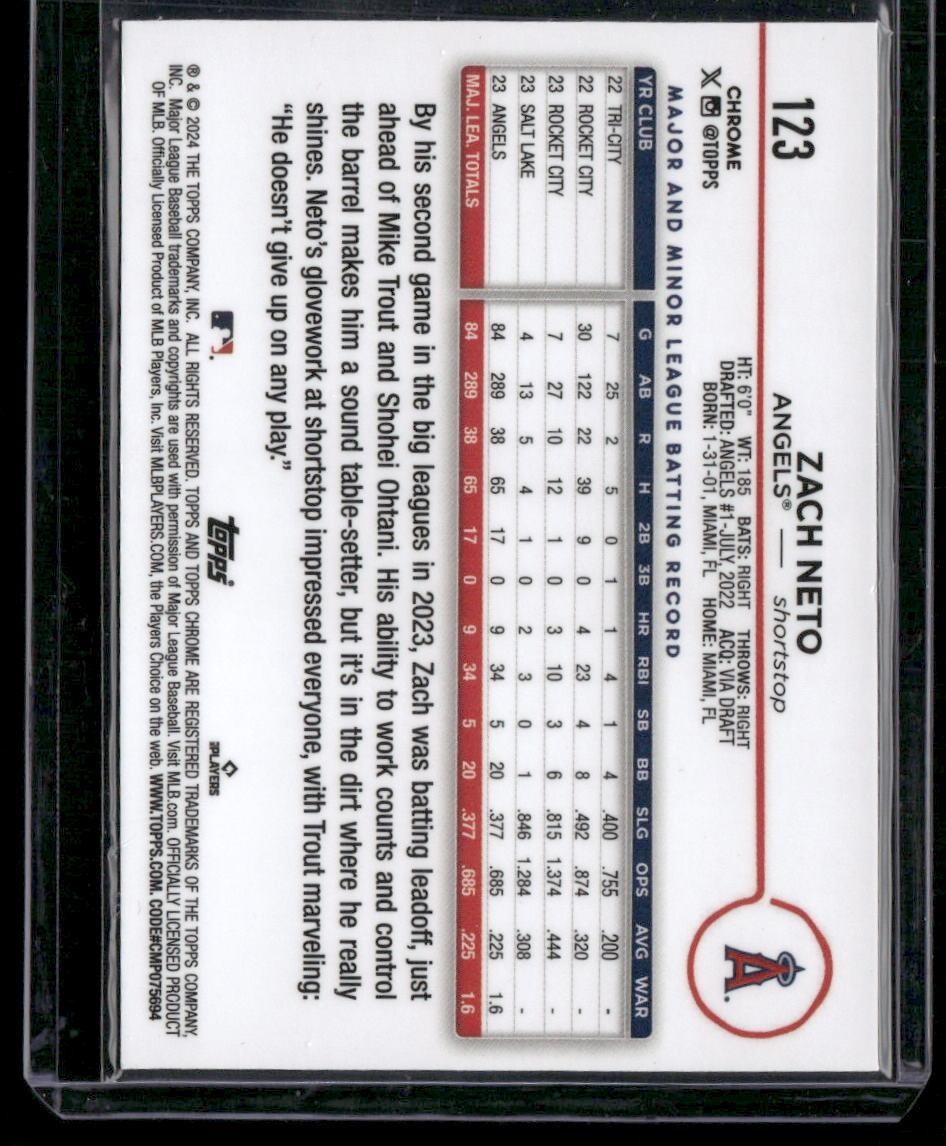 123
ZACH NETO
ANGELS® — shortstop
CHROME
@TOPPS
HT: 6'0" WT: 185 BATS: RIGHT THROWS: RIGHT
DRAFTED: ANGELS #1-JULY, 2022 ACQ: VIA DRAFT
BORN: 1-31-01, MIAMI, FL HOME: MIAMI, FL
A
MAJOR AND MINOR LEAGUE BATTING RECORD
YR CLUB G AB R H 2B 3B HR RBI SB BB SLG OPS AVG WAR
22 TRI-CITY 7 25 2 5 0 1 1 4 1 4 .400 .755 .200 -
22 ROCKET CITY 30 122 22 39 9 0 4 23 4 8 .492 .874 .320 -
23 ROCKET CITY 7 27 10 12 1 0 3 10 3 6 .815 1.374 .444 -
23 SALT LAKE 4 13 5 4 1 0 2 3 0 1 .846 1.284 .308 -
23 ANGELS 84 289 38 65 17 0 9 34 5 20 .377 .685 .225 1.6
MAJ. LEA. TOTALS 84 289 38 65 17 0 9 34 5 20 .377 .685 .225 1.6
By his second game in the big leagues in 2023, Zach was batting leadoff, just
ahead of Mike Trout and Shohei Ohtani. His ability to work counts and control
the barrel makes him a sound table-setter, but it's in the dirt where he really
shines. Neto's glovework at shortstop impressed everyone, with Trout marveling:
"He doesn't give up on any play."
topps
PLAYERS
® & © 2024 THE TOPPS COMPANY, INC. ALL RIGHTS RESERVED. TOPPS AND TOPPS CHROME ARE REGISTERED TRADEMARKS OF THE TOPPS COMPANY,
INC. Major League Baseball trademarks and copyrights are used with permission of Major League Baseball. Visit MLB.com. OFFICIALLY LICENSED PRODUCT
OF MLB. Officially Licensed Product of MLB Players, Inc. Visit MLBPLAYERS.COM, the Players Choice on the web. WWW.TOPPS.COM. CODE#CMP075694